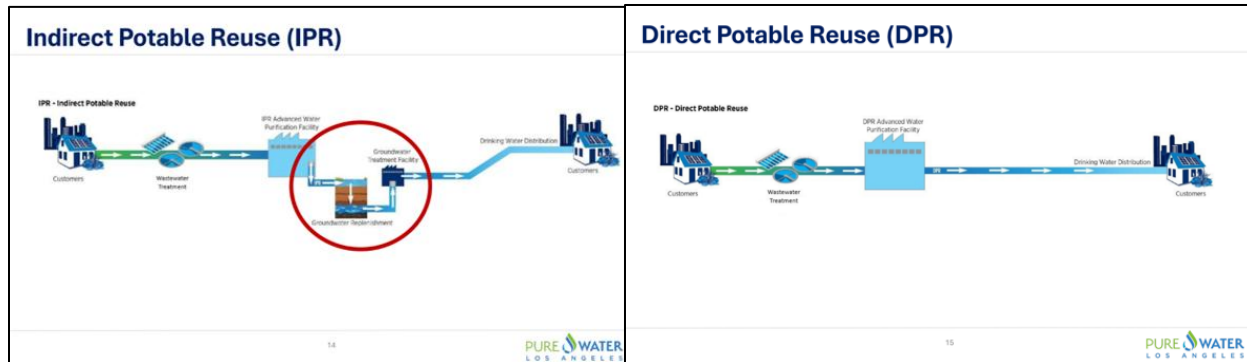 Indirect Potable Reuse (IPR)
IPR - Indirect Potable Reuse
IPR Advanced Water
Purification Facility
Groundwater
Treatment Facility
Drinking Water Distribution
Customers
Wastewater
Treatment
Groundwater Replenishment
Customers
14
PURE WATER
LOS ANGELES
Direct Potable Reuse (DPR)
DPR - Direct Potable Reuse
DPR Advanced Water
Purification Facility
Drinking Water Distribution
Customers
Wastewater
Treatment
Customers
15
PURE WATER
LOS ANGELES